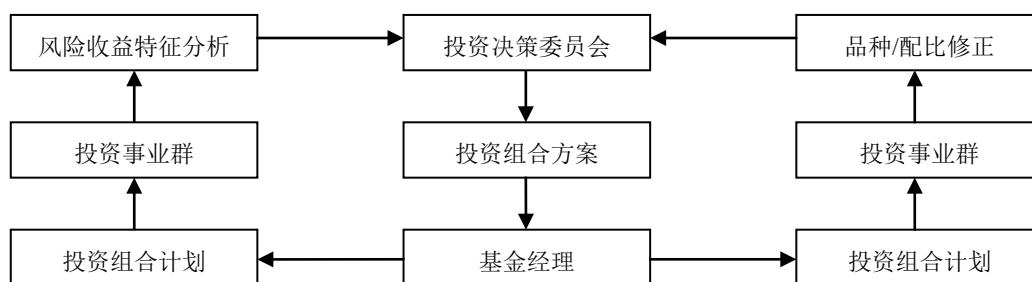 风险收益特征分析
投资决策委员会
品种/配比修正
投资事业群
投资组合方案
投资事业群
投资组合计划
基金经理
投资组合计划